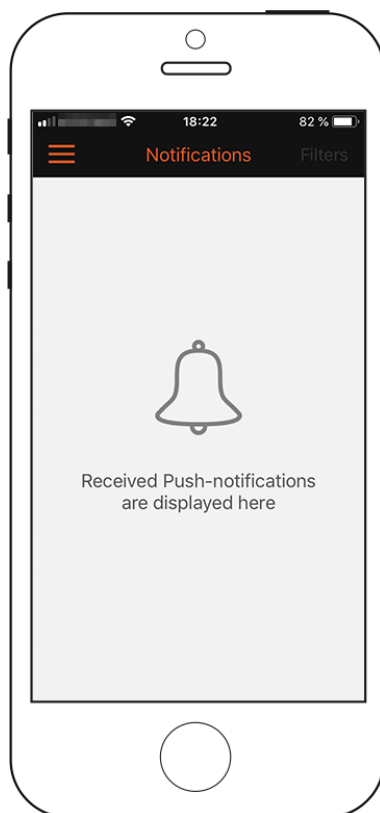 18:22 82 %
Notifications Filters
Received Push-notifications
are displayed here